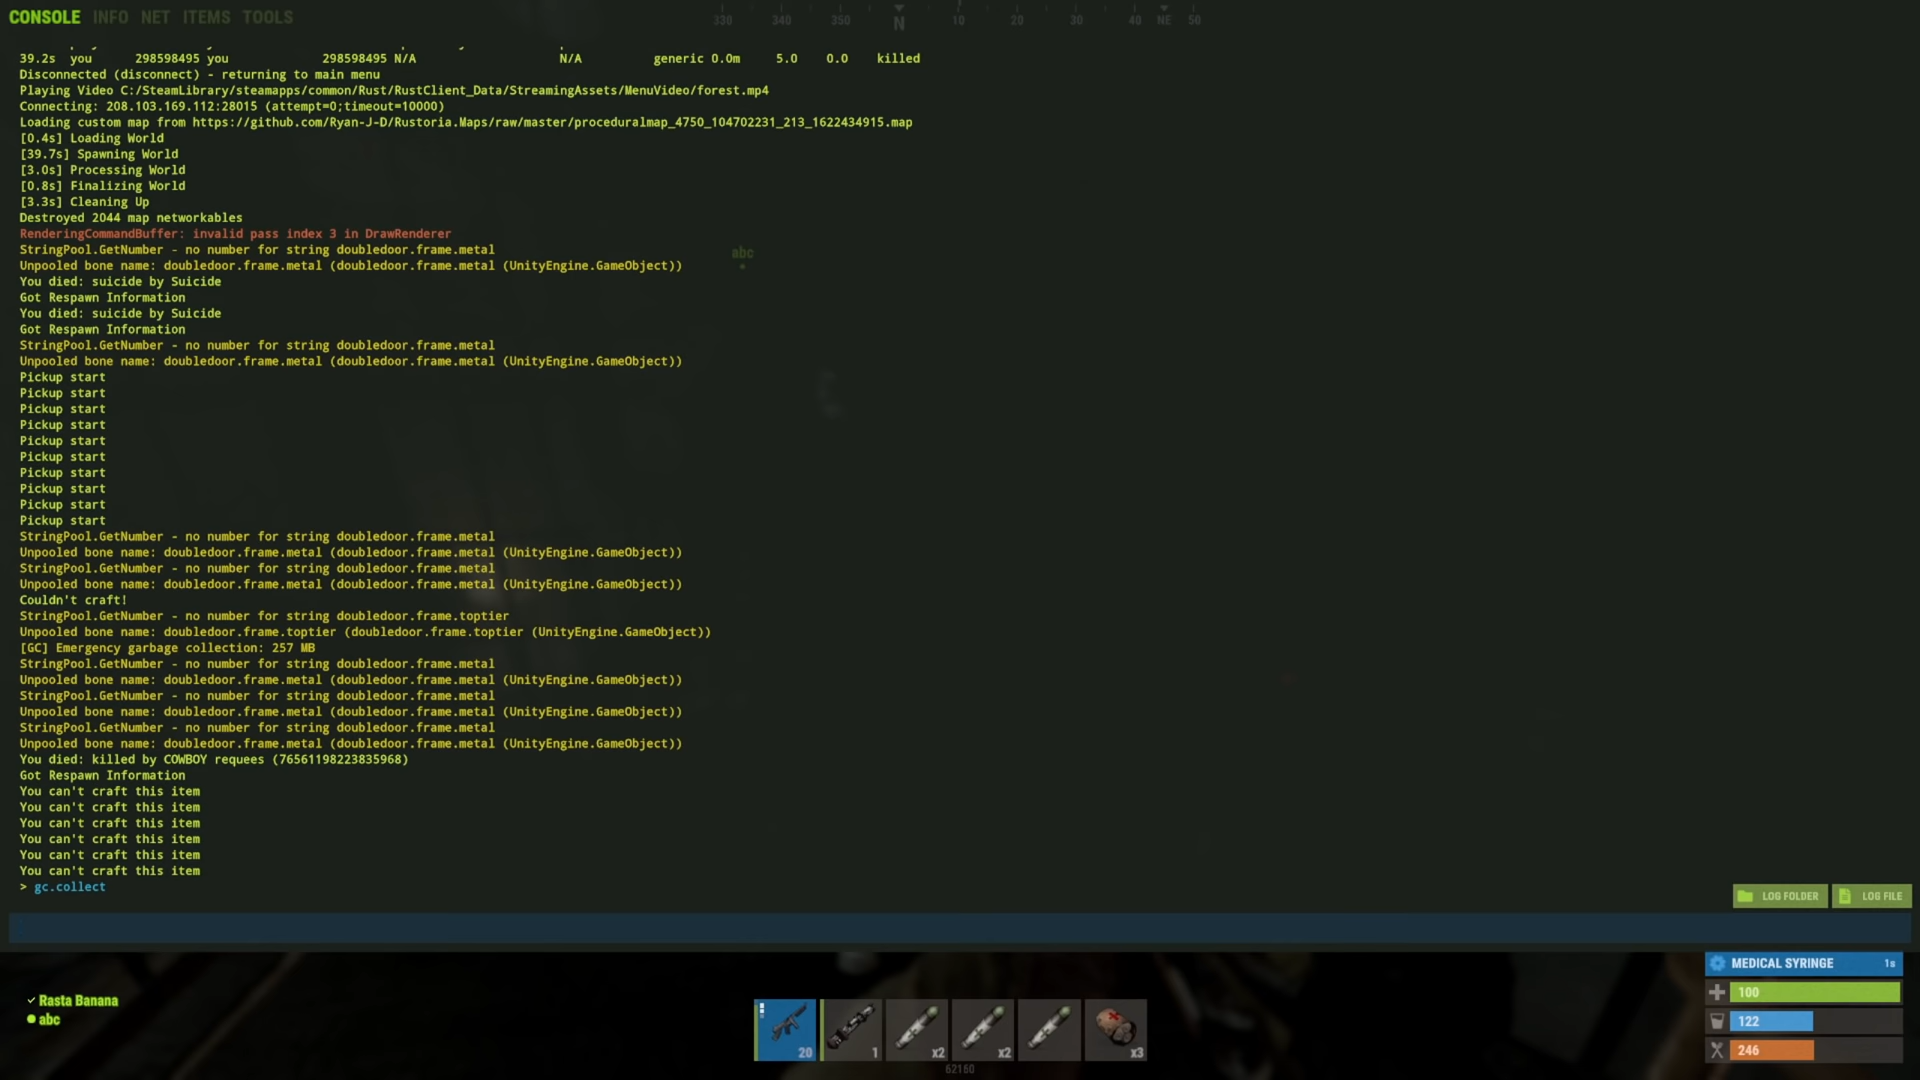 CONSOLE INFO NET ITEMS TOOLS
330 340 350 N 10 20 30 40 NE 50
39.2s you 298598495 you 298598495 N/A N/A generic 0.0m 5.0 0.0 killed
Disconnected (disconnect) - returning to main menu
Playing Video C:/SteamLibrary/steamapps/common/Rust/RustClient_Data/StreamingAssets/MenuVideo/forest.mp4
Connecting: 208.103.169.112:28015 (attempt=0;timeout=10000)
Loading custom map from https://github.com/Ryan-J-D/Rustoria.Maps/raw/master/proceduralmap_4750_104702231_213_1622434915.map
[0.4s] Loading World
[39.7s] Spawning World
[3.0s] Processing World
[0.8s] Finalizing World
[3.3s] Cleaning Up
Destroyed 2044 map networkables
RenderingCommandBuffer: invalid pass index 3 in DrawRenderer
StringPool.GetNumber - no number for string doubledoor.frame.metal
abc
Unpooled bone name: doubledoor.frame.metal (doubledoor.frame.metal (UnityEngine.GameObject))
You died: suicide by Suicide
Got Respawn Information
You died: suicide by Suicide
Got Respawn Information
StringPool.GetNumber - no number for string doubledoor.frame.metal
Unpooled bone name: doubledoor.frame.metal (doubledoor.frame.metal (UnityEngine.GameObject))
Pickup start
Pickup start
Pickup start
Pickup start
Pickup start
Pickup start
Pickup start
Pickup start
Pickup start
Pickup start
StringPool.GetNumber - no number for string doubledoor.frame.metal
Unpooled bone name: doubledoor.frame.metal (doubledoor.frame.metal (UnityEngine.GameObject))
StringPool.GetNumber - no number for string doubledoor.frame.metal
Unpooled bone name: doubledoor.frame.metal (doubledoor.frame.metal (UnityEngine.GameObject))
Couldn't craft!
StringPool.GetNumber - no number for string doubledoor.frame.toptier
Unpooled bone name: doubledoor.frame.toptier (doubledoor.frame.toptier (UnityEngine.GameObject))
[GC] Emergency garbage collection: 257 MB
StringPool.GetNumber - no number for string doubledoor.frame.metal
Unpooled bone name: doubledoor.frame.metal (doubledoor.frame.metal (UnityEngine.GameObject))
StringPool.GetNumber - no number for string doubledoor.frame.metal
Unpooled bone name: doubledoor.frame.metal (doubledoor.frame.metal (UnityEngine.GameObject))
StringPool.GetNumber - no number for string doubledoor.frame.metal
Unpooled bone name: doubledoor.frame.metal (doubledoor.frame.metal (UnityEngine.GameObject))
You died: killed by COWBOY requees (76561198223835968)
Got Respawn Information
You can't craft this item
You can't craft this item
You can't craft this item
You can't craft this item
You can't craft this item
You can't craft this item
> gc.collect
LOG FOLDER LOG FILE
MEDICAL SYRINGE 1s
100
122
246
Rasta Banana
abc
20 1 x2 x2 x3
62150